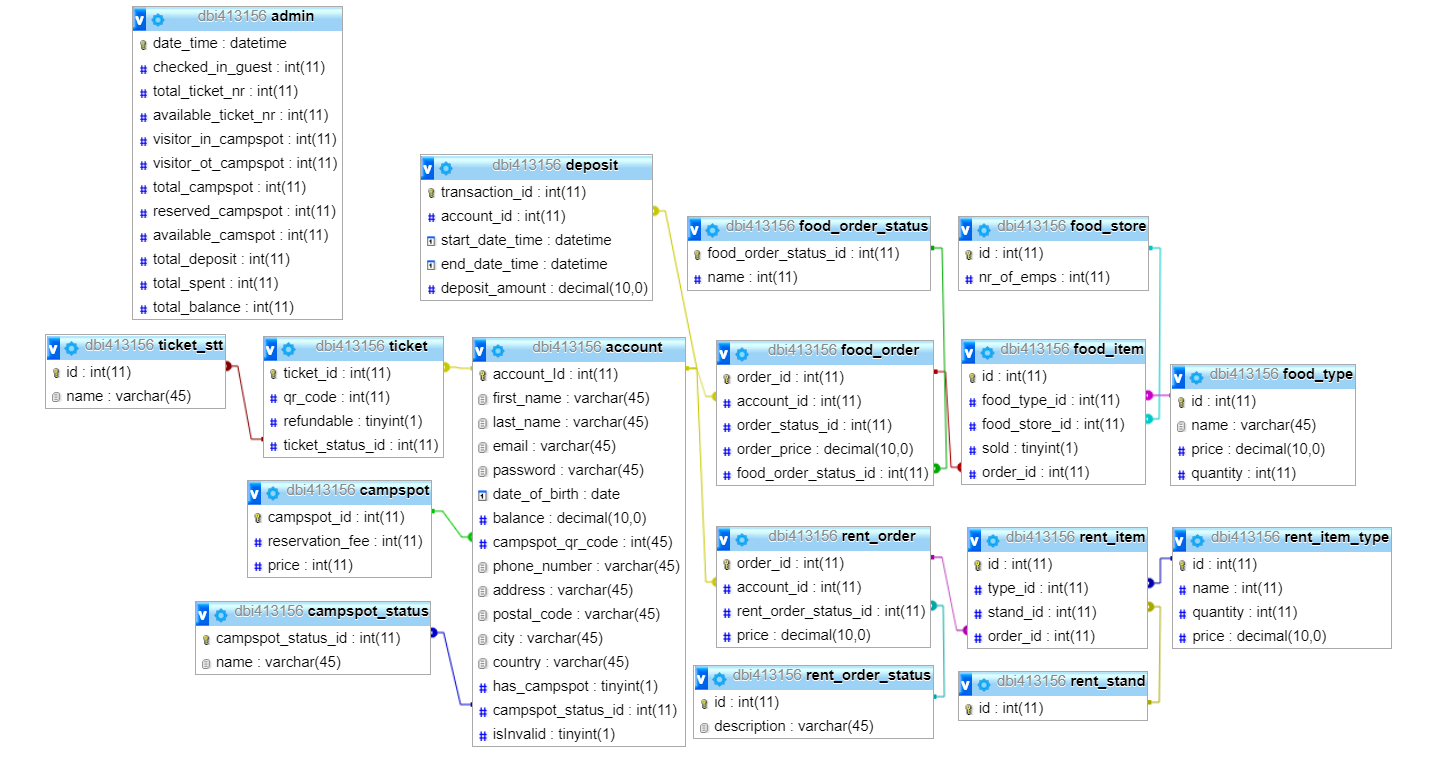 dbi413156 admin
date_time : datetime
checked_in_guest : int(11)
total_ticket_nr : int(11)
available_ticket_nr : int(11)
visitor_in_campspot : int(11)
visitor_ot_campspot : int(11)
total_campspot : int(11)
reserved_campspot : int(11)
available_camspot : int(11)
total_deposit : int(11)
total_spent : int(11)
total_balance : int(11)
dbi413156 deposit
transaction_id : int(11)
account_id : int(11)
start_date_time : datetime
end_date_time : datetime
deposit_amount : decimal(10,0)
dbi413156 food_order_status
food_order_status_id : int(11)
name : int(11)
dbi413156 food_store
id : int(11)
nr_of_emps : int(11)
dbi413156 ticket_stt
id : int(11)
name : varchar(45)
dbi413156 ticket
ticket_id : int(11)
qr_code : int(11)
refundable : tinyint(1)
ticket_status_id : int(11)
dbi413156 account
account_Id : int(11)
first_name : varchar(45)
last_name : varchar(45)
email : varchar(45)
password : varchar(45)
date_of_birth : date
balance : decimal(10,0)
campspot_qr_code : int(45)
phone_number : varchar(45)
address : varchar(45)
postal_code : varchar(45)
city : varchar(45)
country : varchar(45)
has_campspot : tinyint(1)
campspot_status_id : int(11)
isInvalid : tinyint(1)
dbi413156 food_order
order_id : int(11)
account_id : int(11)
order_status_id : int(11)
order_price : decimal(10,0)
food_order_status_id : int(11)
dbi413156 food_item
id : int(11)
food_type_id : int(11)
food_store_id : int(11)
sold : tinyint(1)
order_id : int(11)
dbi413156 food_type
id : int(11)
name : varchar(45)
price : decimal(10,0)
quantity : int(11)
dbi413156 campspot
campspot_id : int(11)
reservation_fee : int(11)
price : int(11)
dbi413156 campspot_status
campspot_status_id : int(11)
name : varchar(45)
dbi413156 rent_order
order_id : int(11)
account_id : int(11)
rent_order_status_id : int(11)
price : decimal(10,0)
dbi413156 rent_item
id : int(11)
type_id : int(11)
stand_id : int(11)
order_id : int(11)
dbi413156 rent_item_type
id : int(11)
name : int(11)
quantity : int(11)
price : decimal(10,0)
dbi413156 rent_order_status
id : int(11)
description : varchar(45)
dbi413156 rent_stand
id : int(11)